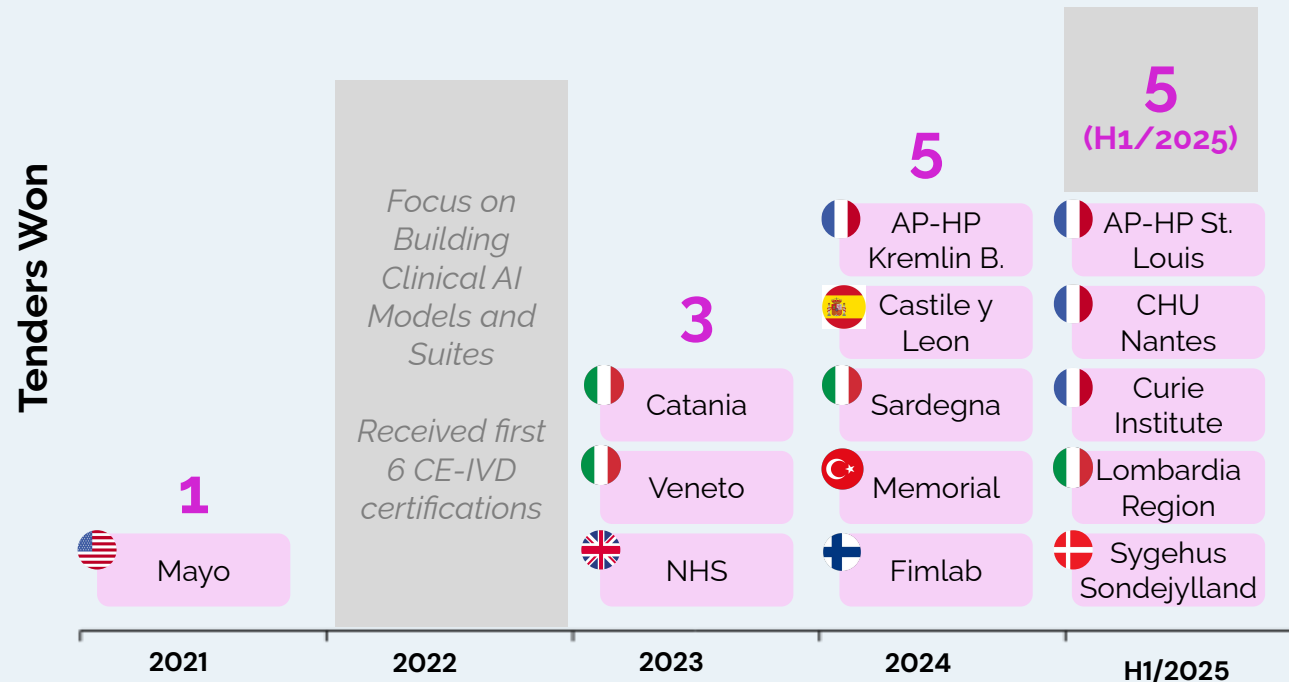 Tenders Won
1
Mayo
2021
Focus on
Building
Clinical AI
Models and
Suites
Received first
6 CE-IVD
certifications
2022
3
Catania
Veneto
NHS
2023
5
AP-HP
Kremlin B.
Castile y
Leon
Sardegna
Memorial
Fimlab
2024
5
(H1/2025)
AP-HP St.
Louis
CHU
Nantes
Curie
Institute
Lombardia
Region
Sygehus
Sondejylland
H1/2025